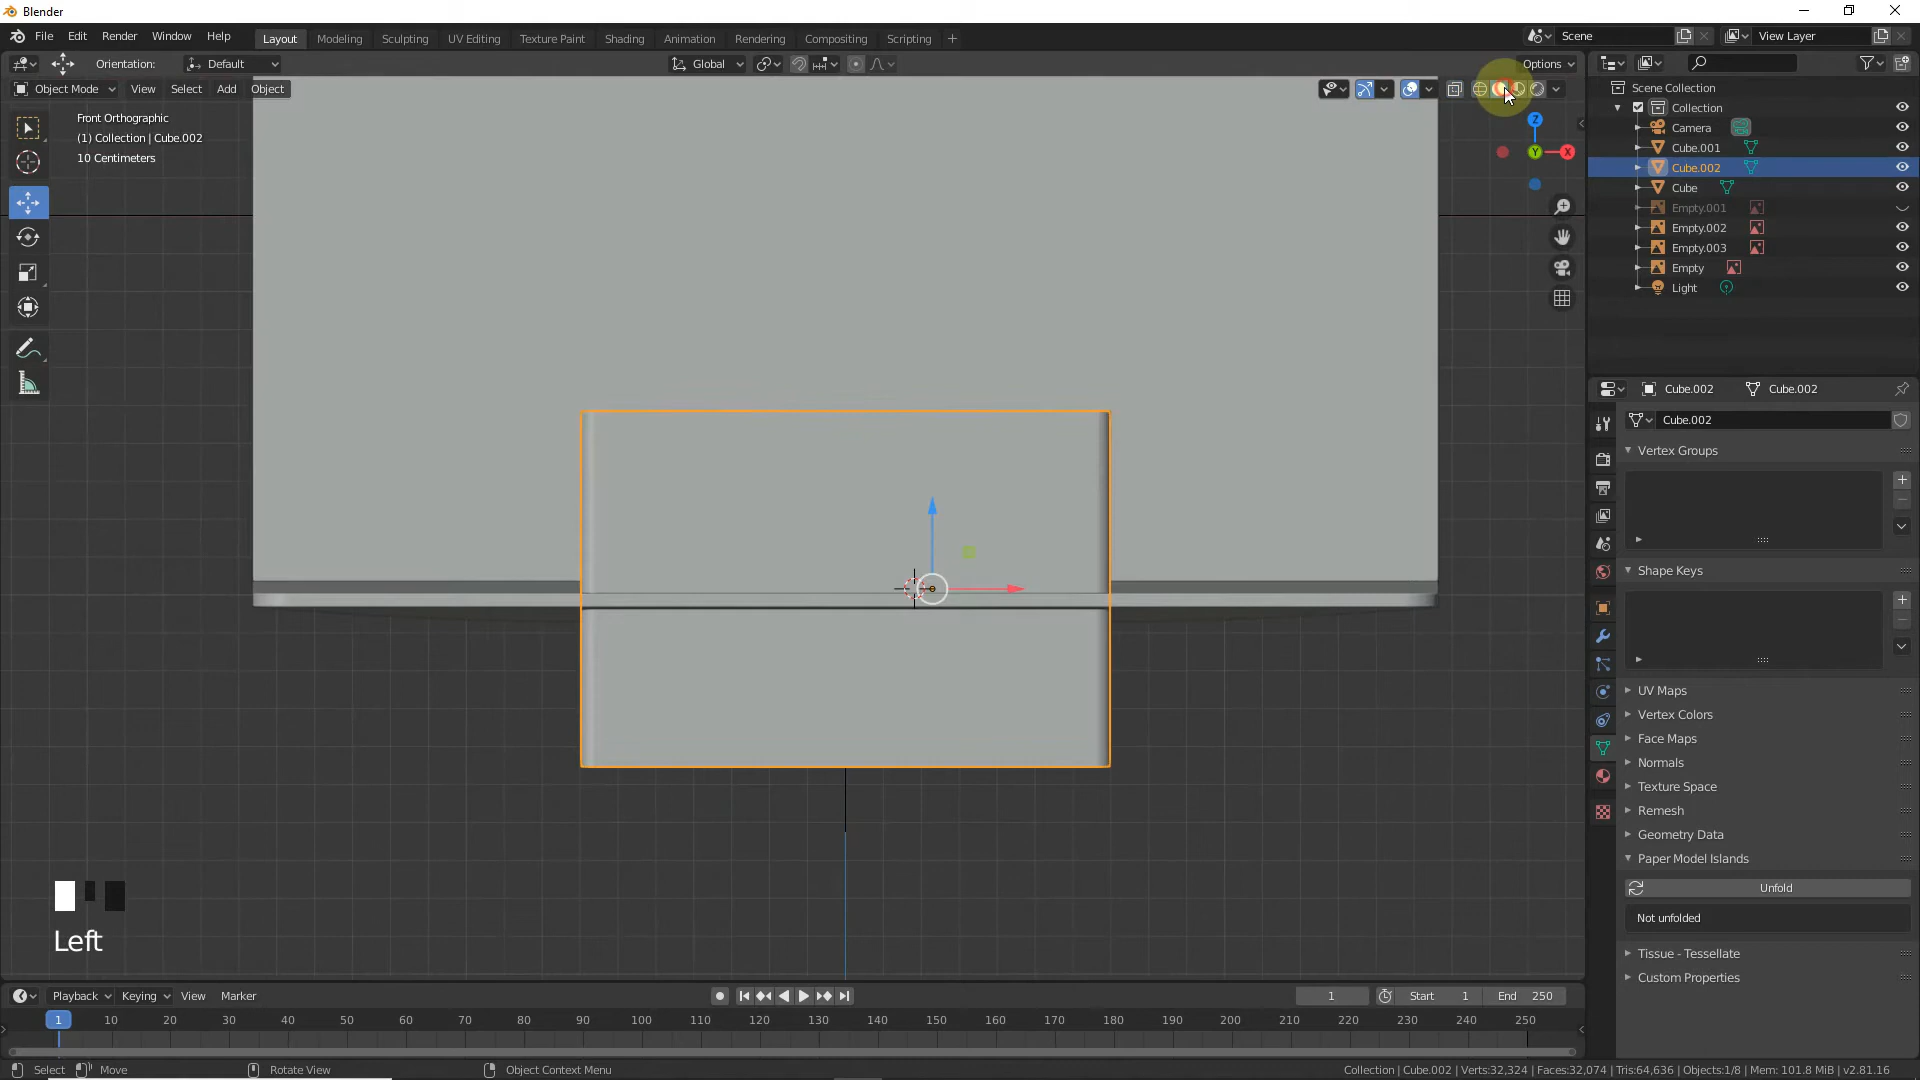 Blender
File Edit Render Window Help
Layout Modeling Sculpting UV Editing Texture Paint Shading Animation Rendering Compositing Scripting +
Scene
View Layer
Orientation: Default
Global
Options
Object Mode View Select Add Object
Front Orthographic
(1) Collection | Cube.002
10 Centimeters
Z
Y
X
Scene Collection
Collection
Camera
Cube.001
Cube.002
Cube
Empty.001
Empty.002
Empty.003
Empty
Light
Cube.002 Cube.002
Cube.002
Vertex Groups
Shape Keys
UV Maps
Vertex Colors
Face Maps
Normals
Texture Space
Remesh
Geometry Data
Paper Model Islands
Unfold
Not unfolded
Tissue - Tessellate
Custom Properties
Left
Playback Keying View Marker
1 Start 1 End 250
1 10 20 30 40 50 60 70 80 90 100 110 120 130 140 150 160 170 180 190 200 210 220 230 240 250
Select Move Rotate View Object Context Menu
Collection | Cube.002 | Verts:32,324 | Faces:32,074 | Tris:64,636 | Objects:1/8 | Mem: 101.8 MiB | v2.81.16